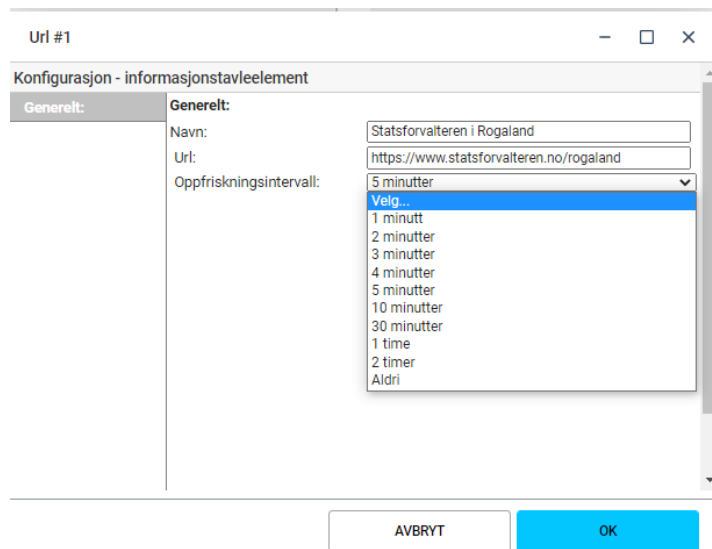 Url #1
Konfigurasjon - informasjonstavleelement
Generelt:
Generelt:
Navn: Statsforvalteren i Rogaland
Url: https://www.statsforvalteren.no/rogaland
Oppfriskningsintervall: 5 minutter
Velg...
1 minutt
2 minutter
3 minutter
4 minutter
5 minutter
10 minutter
30 minutter
1 time
2 timer
Aldri
AVBRYT OK